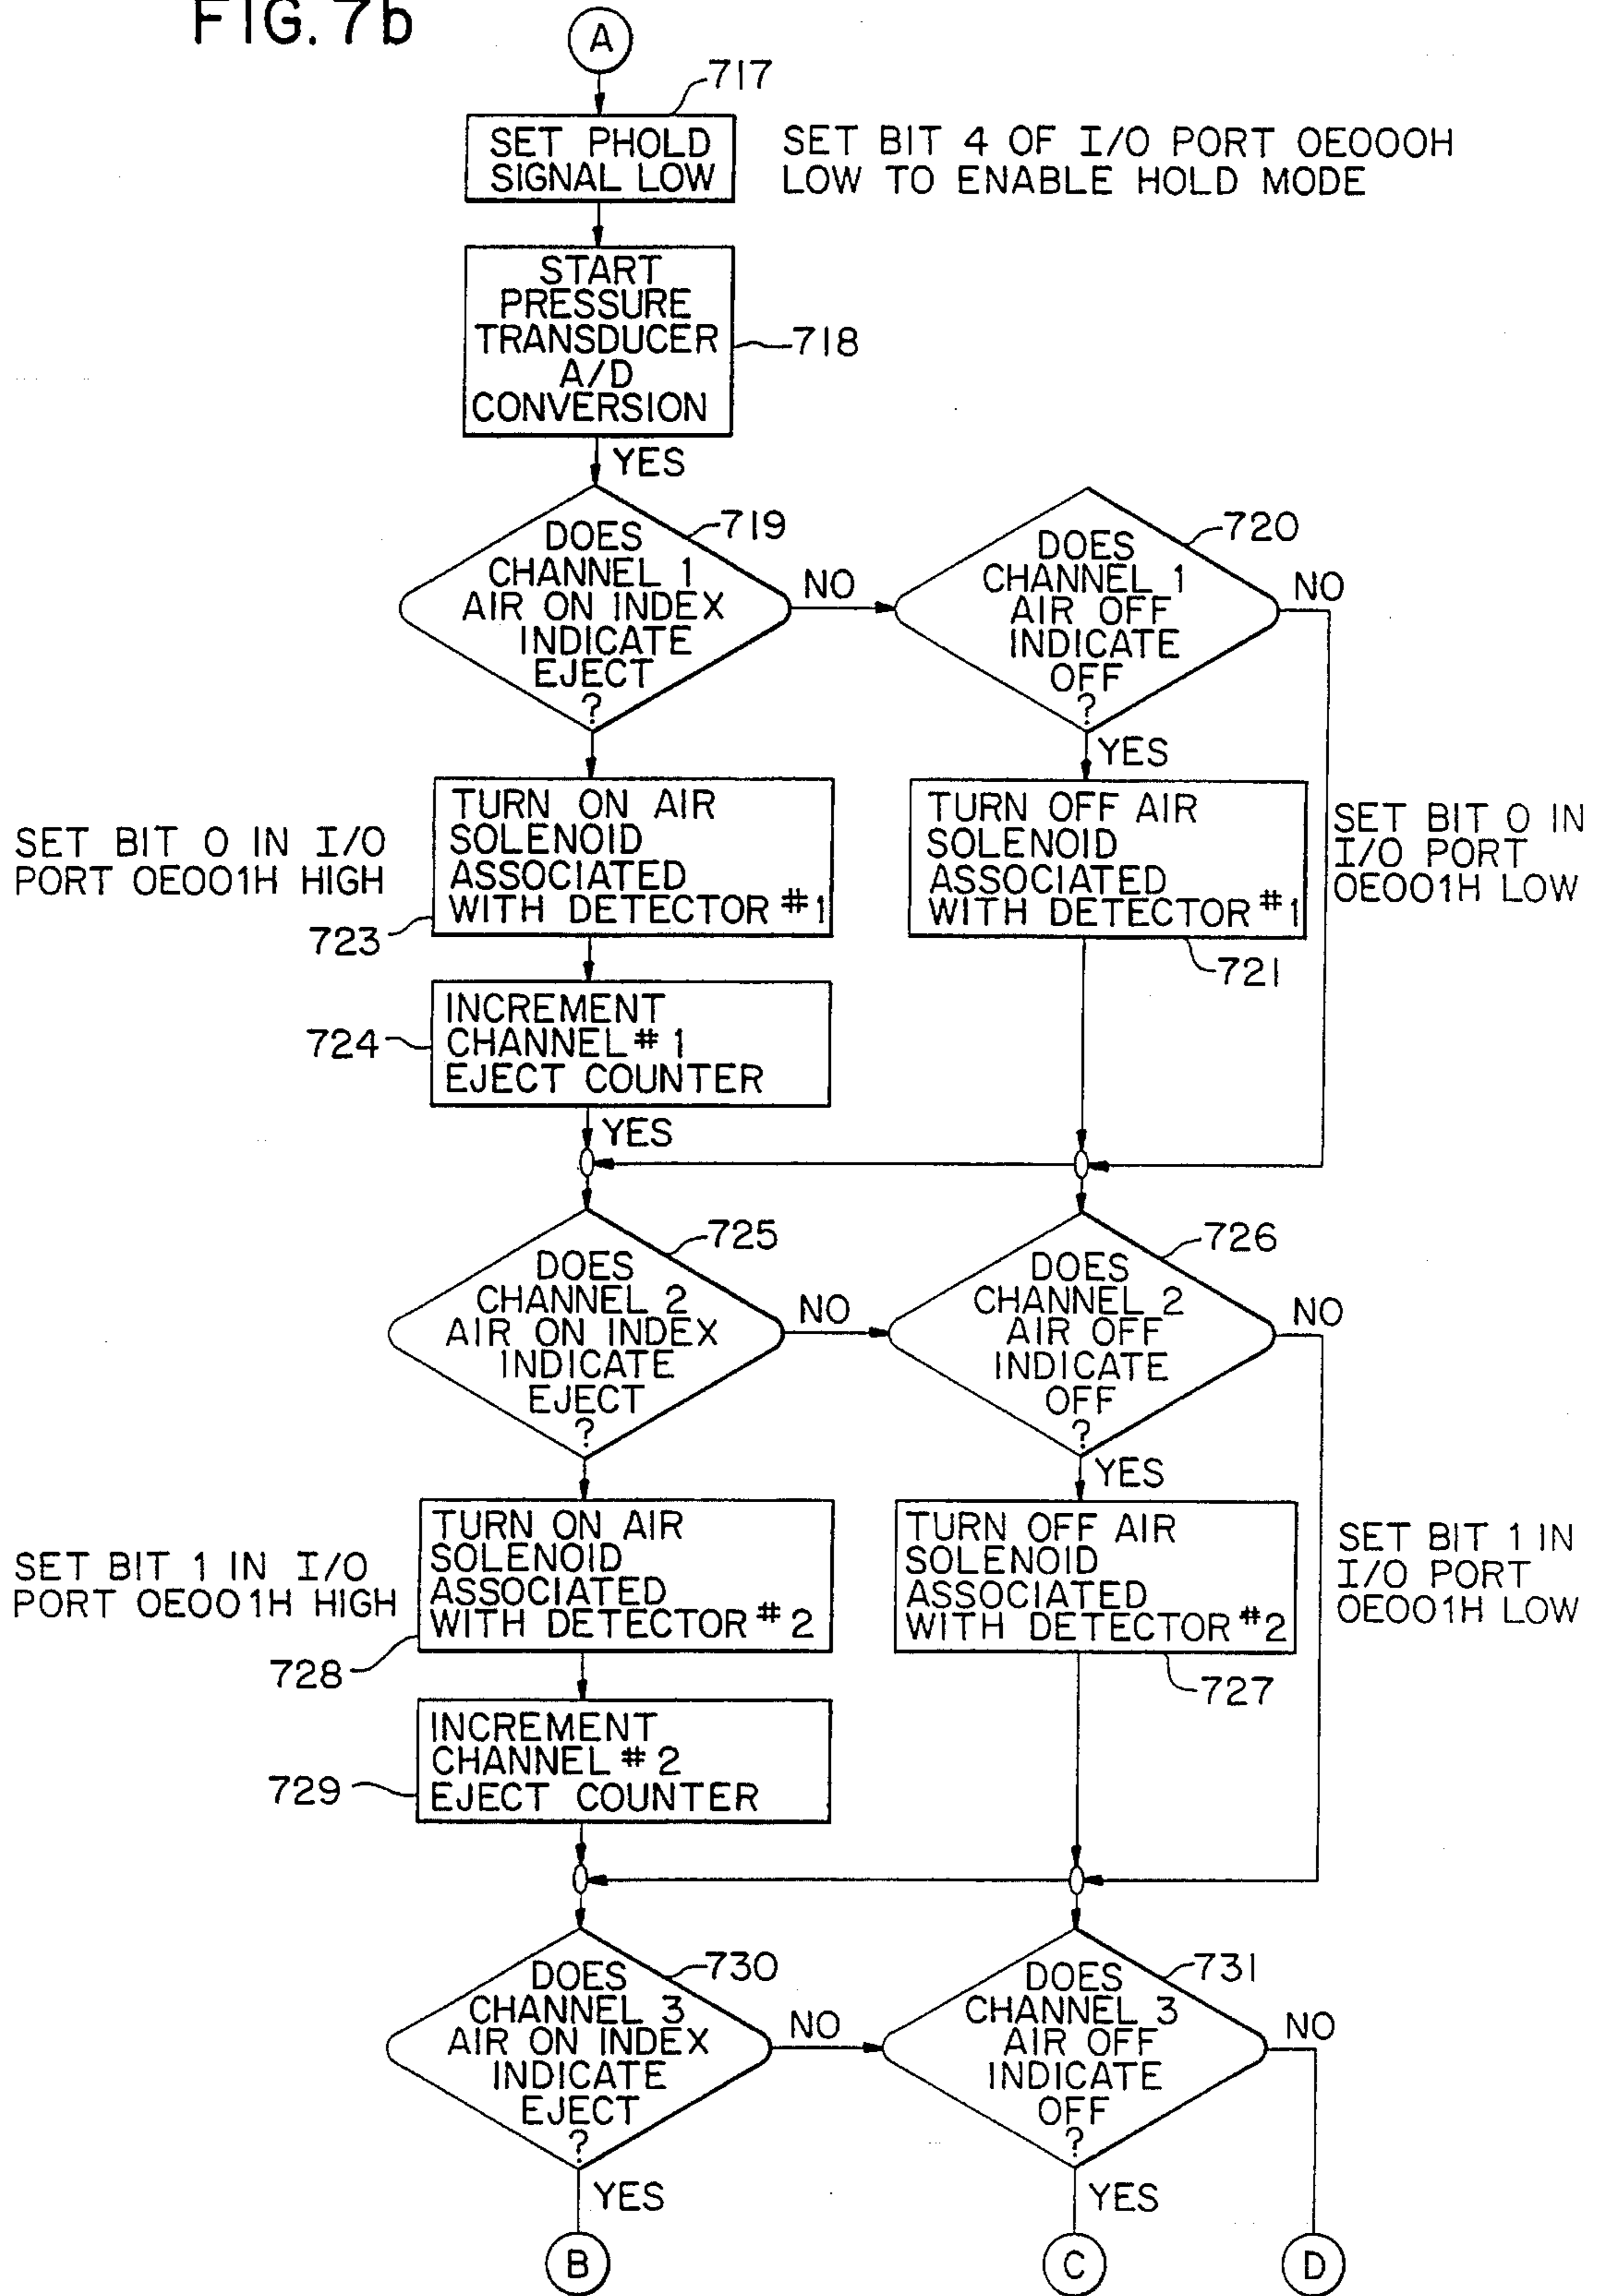 FIG. 7b
A
717
SET PHOLD
SIGNAL LOW
SET BIT 4 OF I/O PORT OE000H
LOW TO ENABLE HOLD MODE
START
PRESSURE
TRANSDUCER
A/D
CONVERSION
718
YES
DOES
CHANNEL 1
AIR ON INDEX
INDICATE
EJECT
?
719
NO
DOES
CHANNEL 1
AIR OFF
INDICATE
OFF
?
720
NO
YES
SET BIT 0 IN I/O
PORT OE001H HIGH
TURN ON AIR
SOLENOID
ASSOCIATED
WITH DETECTOR #1
723
TURN OFF AIR
SOLENOID
ASSOCIATED
WITH DETECTOR #1
721
SET BIT 0 IN
I/O PORT
OE001H LOW
724
INCREMENT
CHANNEL # 1
EJECT COUNTER
YES
DOES
CHANNEL 2
AIR ON INDEX
INDICATE
EJECT
?
725
NO
DOES
CHANNEL 2
AIR OFF
INDICATE
OFF
?
726
NO
YES
SET BIT 1 IN I/O
PORT OE001H HIGH
TURN ON AIR
SOLENOID
ASSOCIATED
WITH DETECTOR # 2
728
TURN OFF AIR
SOLENOID
ASSOCIATED
WITH DETECTOR #2
727
SET BIT 1 IN
I/O PORT
OE001H LOW
729
INCREMENT
CHANNEL # 2
EJECT COUNTER
DOES
CHANNEL 3
AIR ON INDEX
INDICATE
EJECT
?
730
NO
DOES
CHANNEL 3
AIR OFF
INDICATE
OFF
?
731
NO
YES
YES
B
C
D